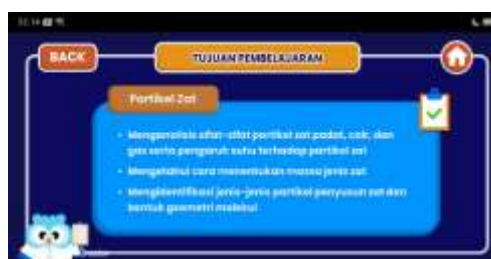 BACK
TUJUAN PEMBELAJARAN
Partikel Zat
• Menganalisis sifat-sifat partikel zat padat, cair, dan
gas serta pengaruh suhu terhadap partikel zat
• Mengetahui cara menentukan massa jenis zat
• Mengidentifikasi jenis-jenis partikel penyusun zat dan
bentuk geometri molekul